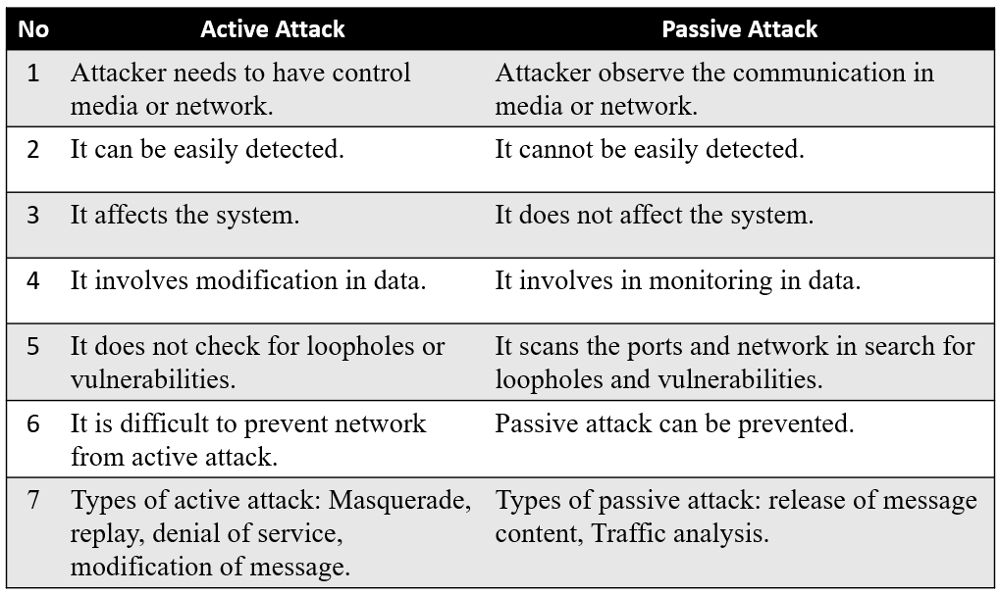 No Active Attack Passive Attack
1 Attacker needs to have control Attacker observe the communication in
media or network. media or network.
2 It can be easily detected. It cannot be easily detected.
3 It affects the system. It does not affect the system.
4 It involves modification in data. It involves in monitoring in data.
5 It does not check for loopholes or It scans the ports and network in search for
vulnerabilities. loopholes and vulnerabilities.
6 It is difficult to prevent network Passive attack can be prevented.
from active attack.
7 Types of active attack: Masquerade, Types of passive attack: release of message
replay, denial of service, content, Traffic analysis.
modification of message.